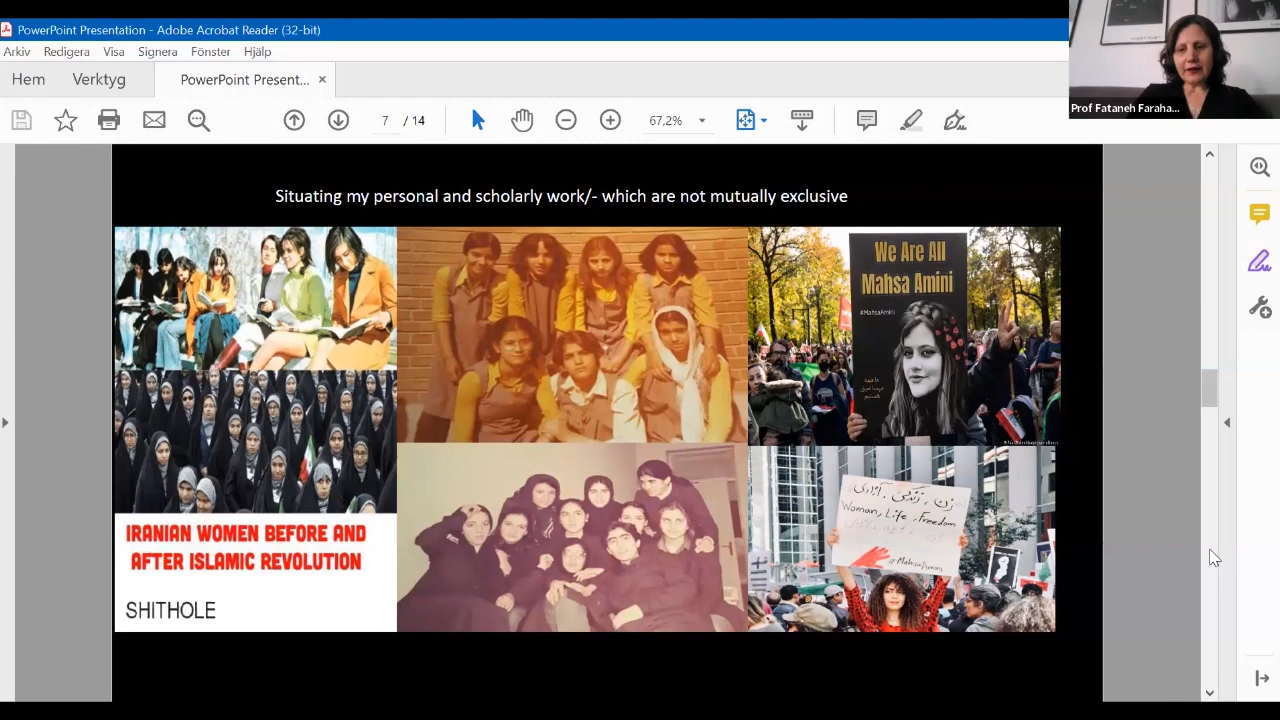 PowerPoint Presentation - Adobe Acrobat Reader (32-bit)
Arkiv Redigera Visa Signera Fönster Hjälp
Hem Verktyg PowerPoint Present... ×
7 / 14 67,2%
Prof Fataneh Faraha...
Situating my personal and scholarly work/- which are not mutually exclusive
We Are All
Mahsa Amini
#MahsaAmini
IRANIAN WOMEN BEFORE AND
AFTER ISLAMIC REVOLUTION
SHITHOLE
زن، زندگی، آزادی
Woman, Life, Freedom
#MahsaAmini